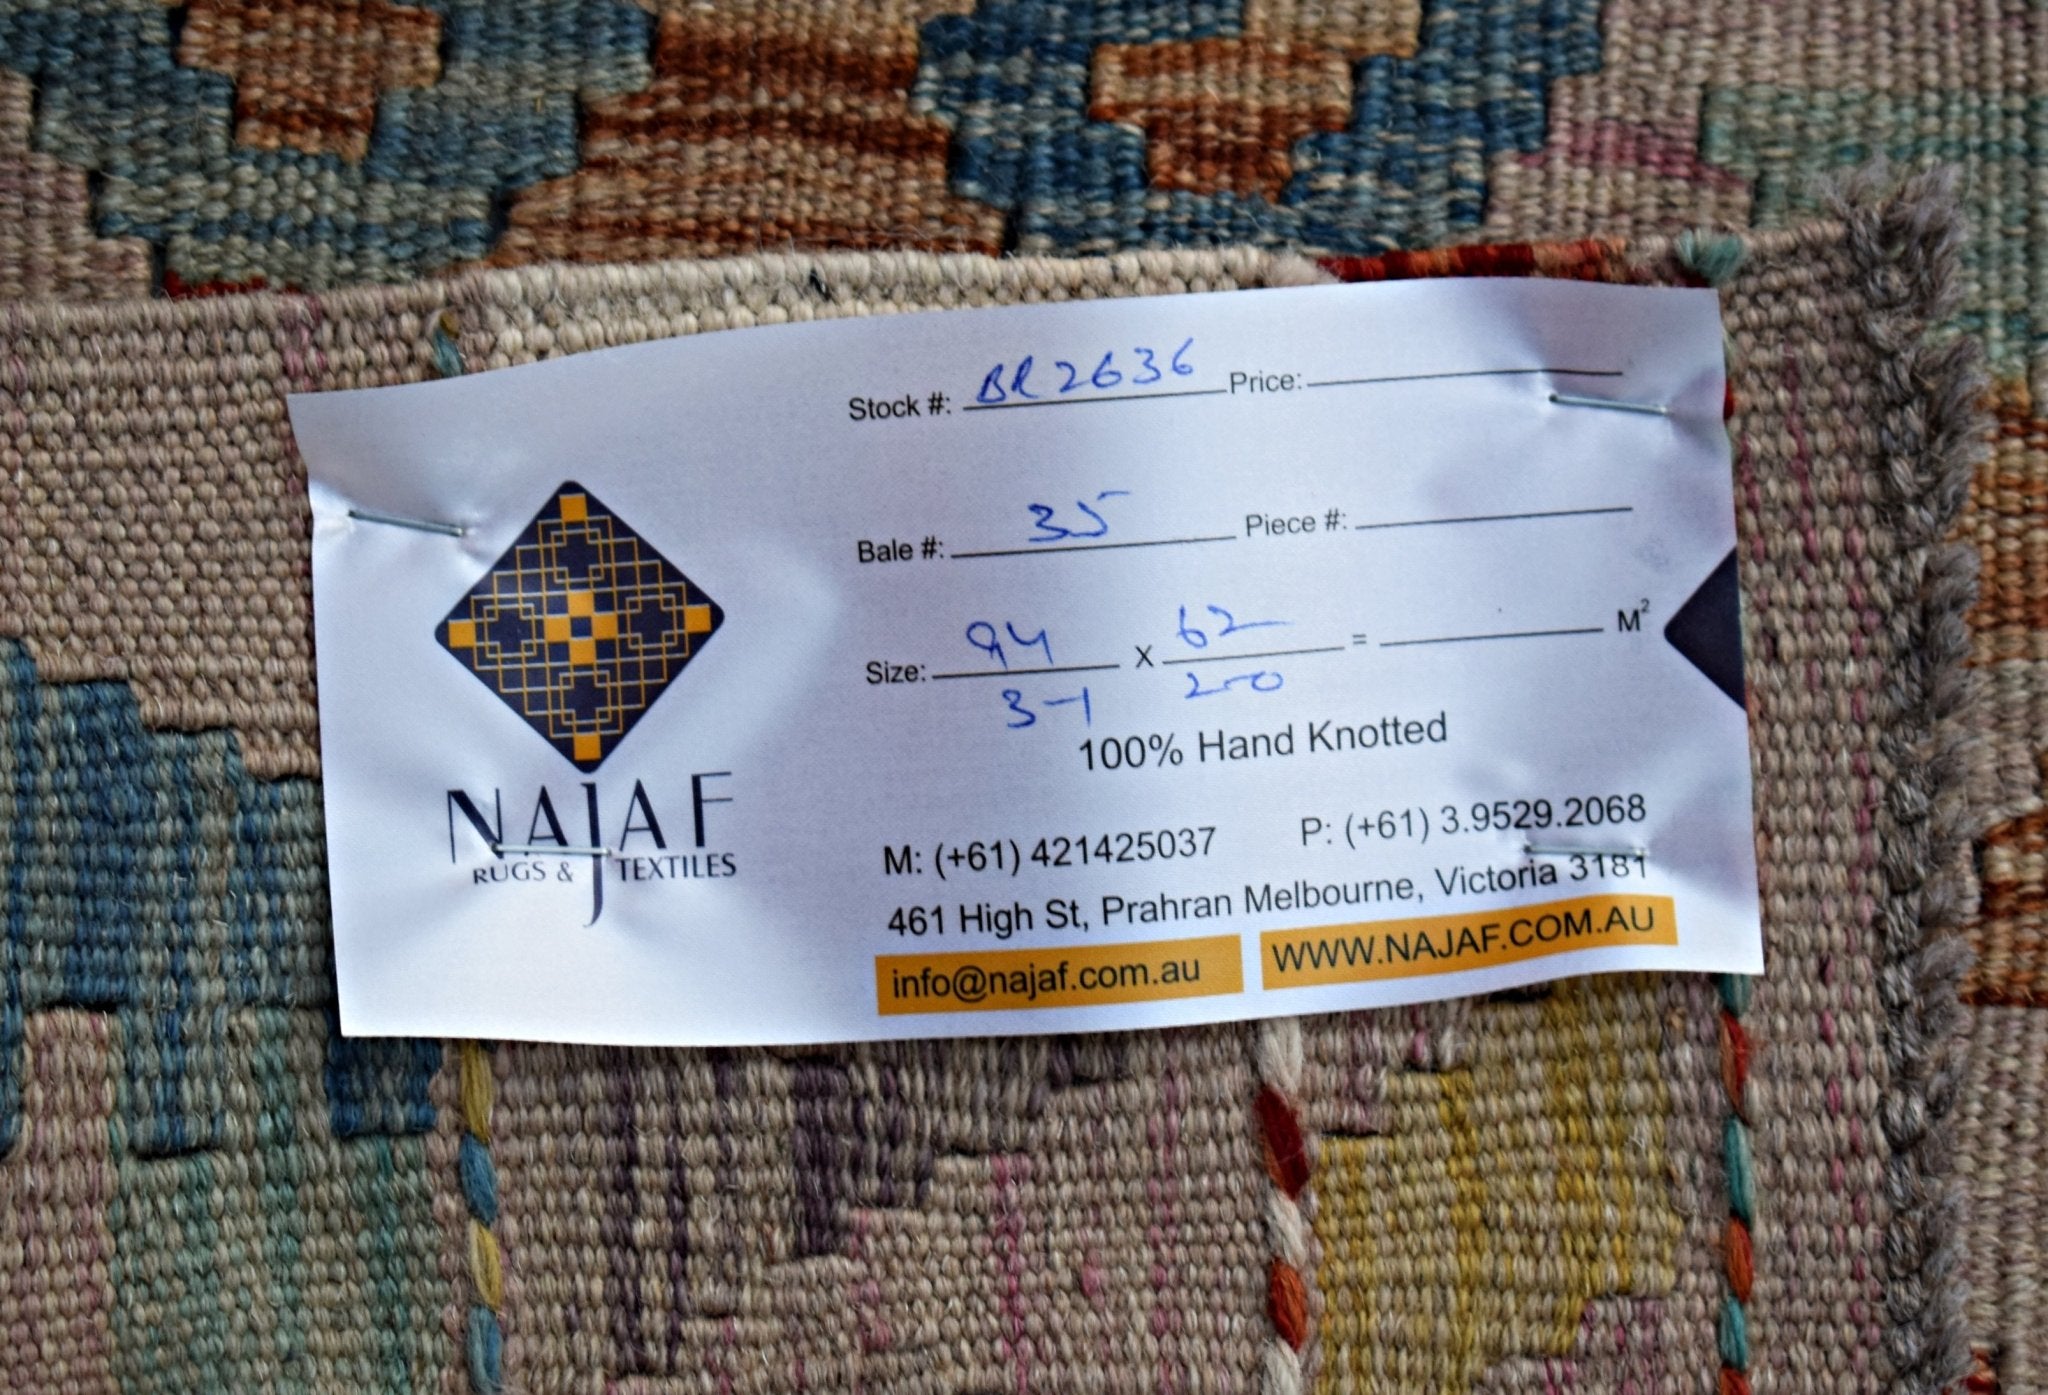 Stock #: BR2636 Price:
Bale #: 35 Piece #:
Size: 94 X 62 = M²
3-1 2-0
100% Hand Knotted
NAJAF
RUGS & TEXTILES
M: (+61) 421425037 P: (+61) 3.9529.2068
461 High St, Prahran Melbourne, Victoria 3181
info@najaf.com.au WWW.NAJAF.COM.AU